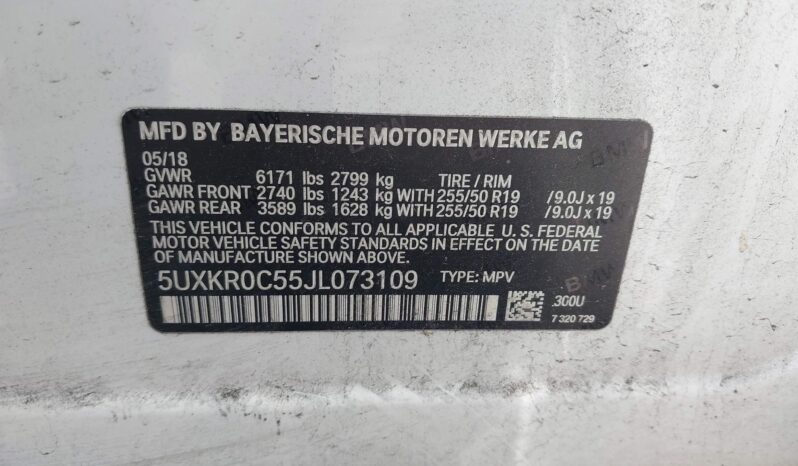 MFD BY BAYERISCHE MOTOREN WERKE AG
05/18
GVWR 6171 lbs 2799 kg TIRE / RIM
GAWR FRONT 2740 lbs 1243 kg WITH 255/50 R19 / 9.0J x 19
GAWR REAR 3589 lbs 1628 kg WITH 255/50 R19 / 9.0J x 19
THIS VEHICLE CONFORMS TO ALL APPLICABLE U. S. FEDERAL
MOTOR VEHICLE SAFETY STANDARDS IN EFFECT ON THE DATE
OF MANUFACTURE SHOWN ABOVE.
5UXKR0C55JL073109 TYPE: MPV
.3G0U
7 320 729